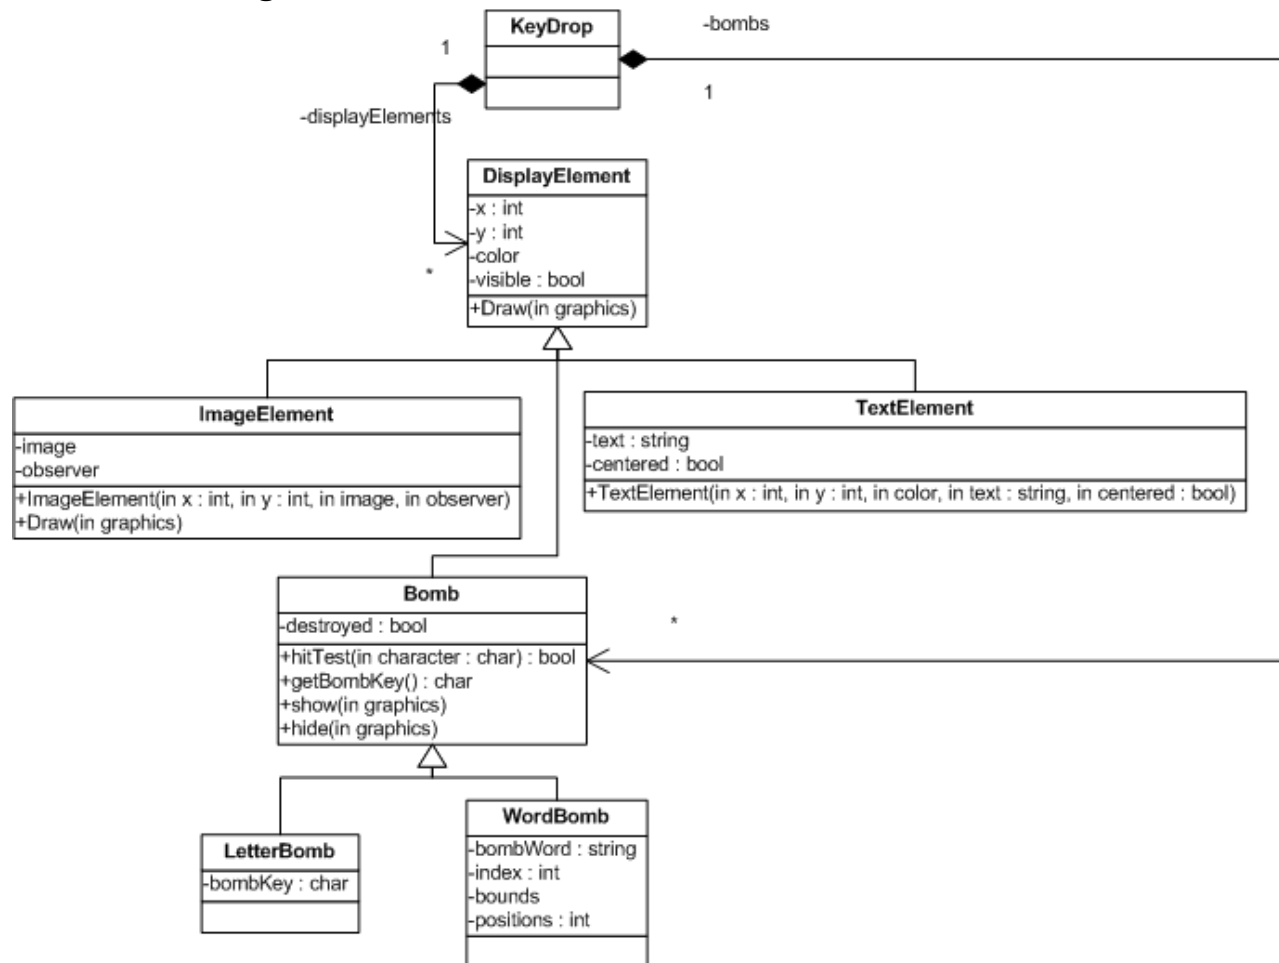 KeyDrop
-bombs
1
1
-displayElements
DisplayElement
-x : int
-y : int
-color
-visible : bool
+Draw(in graphics)
*
ImageElement
-image
-observer
+ImageElement(in x : int, in y : int, in image, in observer)
+Draw(in graphics)
TextElement
-text : string
-centered : bool
+TextElement(in x : int, in y : int, in color, in text : string, in centered : bool)
Bomb
-destroyed : bool
+hitTest(in character : char) : bool
+getBombKey() : char
+show(in graphics)
+hide(in graphics)
*
LetterBomb
-bombKey : char
WordBomb
-bombWord : string
-index : int
-bounds
-positions : int